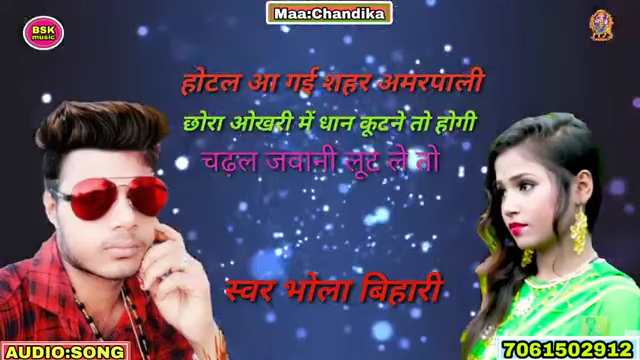 Maa:Chandika
BSK
music
होटल आ गई शहर अमरपाली
छोरा ओखरी में धान कूटने तो होगी
चढ़ल जवानी लूट ले तो
स्वर भोला बिहारी
AUDIO:SONG
7061502912